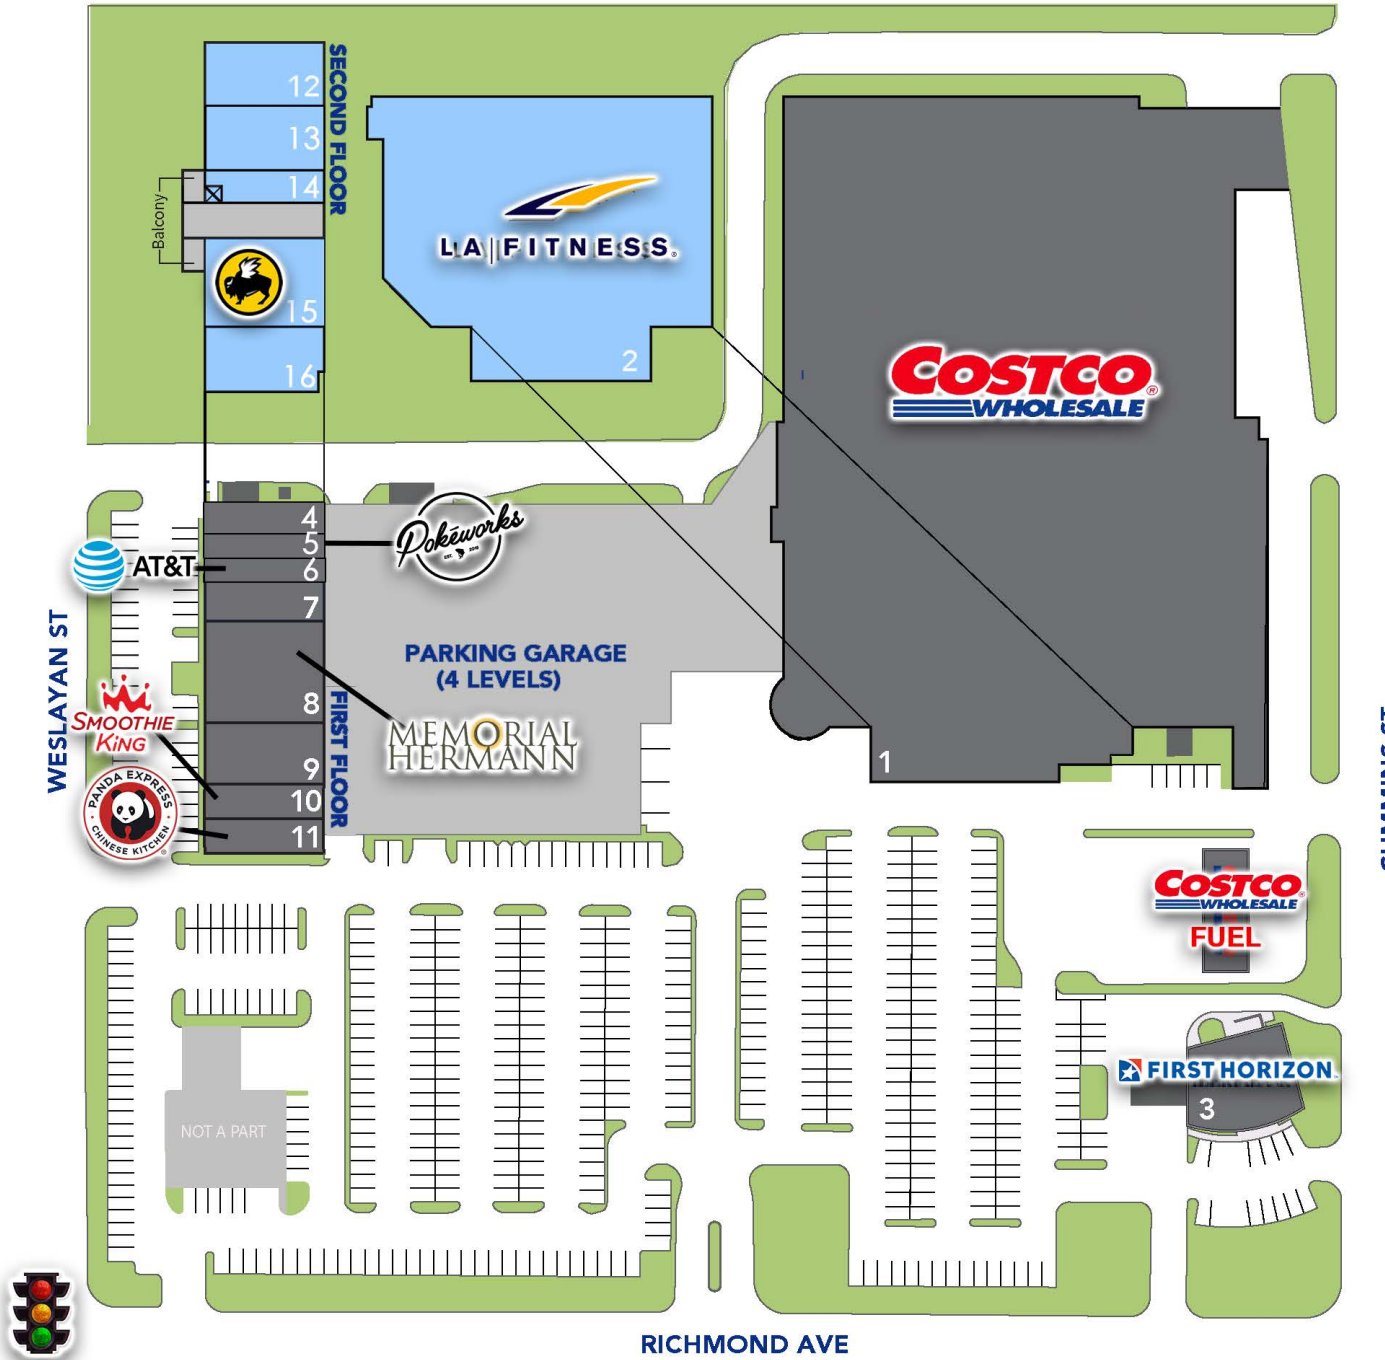 12
SECOND FLOOR
13
14
Balcony
15
16
LA|FITNESS®
2
COSTCO®
WHOLESALE
4
5
Pokéworks
EST. 2015
AT&T
6
7
WESLAYAN ST
PARKING GARAGE
(4 LEVELS)
8
FIRST FLOOR
SMOOTHIE
KING
MEMORIAL
HERMANN
9
1
PANDA EXPRESS
CHINESE KITCHEN
10
11
COSTCO
WHOLESALE
FUEL
FIRST HORIZON
3
NOT A PART
RICHMOND AVE